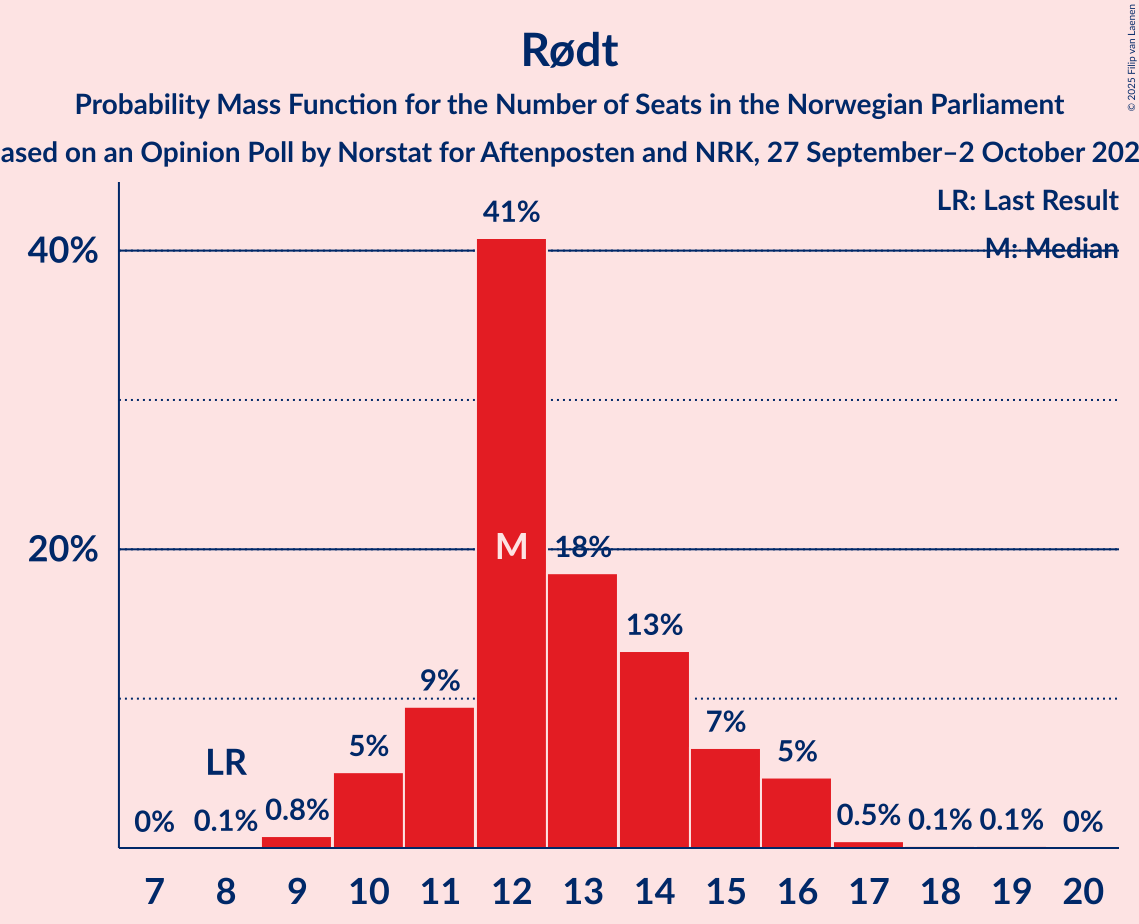 © 2025 Filip van Laenen
Rødt
Probability Mass Function for the Number of Seats in the Norwegian Parliament
ased on an Opinion Poll by Norstat for Aftenposten and NRK, 27 September–2 October 202
LR: Last Result
M: Median
41%
40%
M
18%
20%
13%
9%
7%
5%
5%
LR
0%
0.1%
0.8%
0.5%
0.1%
0.1%
0%
7 8 9 10 11 12 13 14 15 16 17 18 19 20